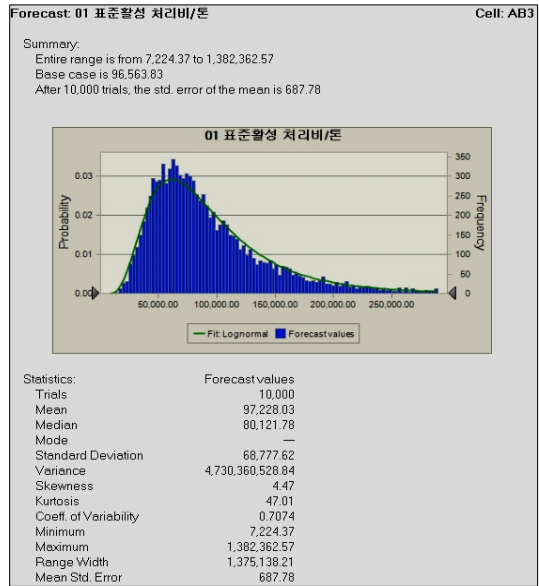 Forecast: 01 표준활성 처리비/톤 Cell: AB3
Summary:
Entire range is from 7,224.37 to 1,382,362.57
Base case is 96,563.83
After 10,000 trials, the std. error of the mean is 687.78
01 표준활성 처리비/톤
Probability
0.03
0.02
0.01
0.00
350
300
250
200
150
100
50
0
Frequency
50,000.00 100,000.00 150,000.00 200,000.00 250,000.00
Fit: Lognormal Forecast values
Statistics: Forecast values
Trials 10,000
Mean 97,228.03
Median 80,121.78
Mode —
Standard Deviation 68,777.62
Variance 4,730,360,528.84
Skewness 4.47
Kurtosis 47.01
Coeff. of Variability 0.7074
Minimum 7,224.37
Maximum 1,382,362.57
Range Width 1,375,138.21
Mean Std. Error 687.78